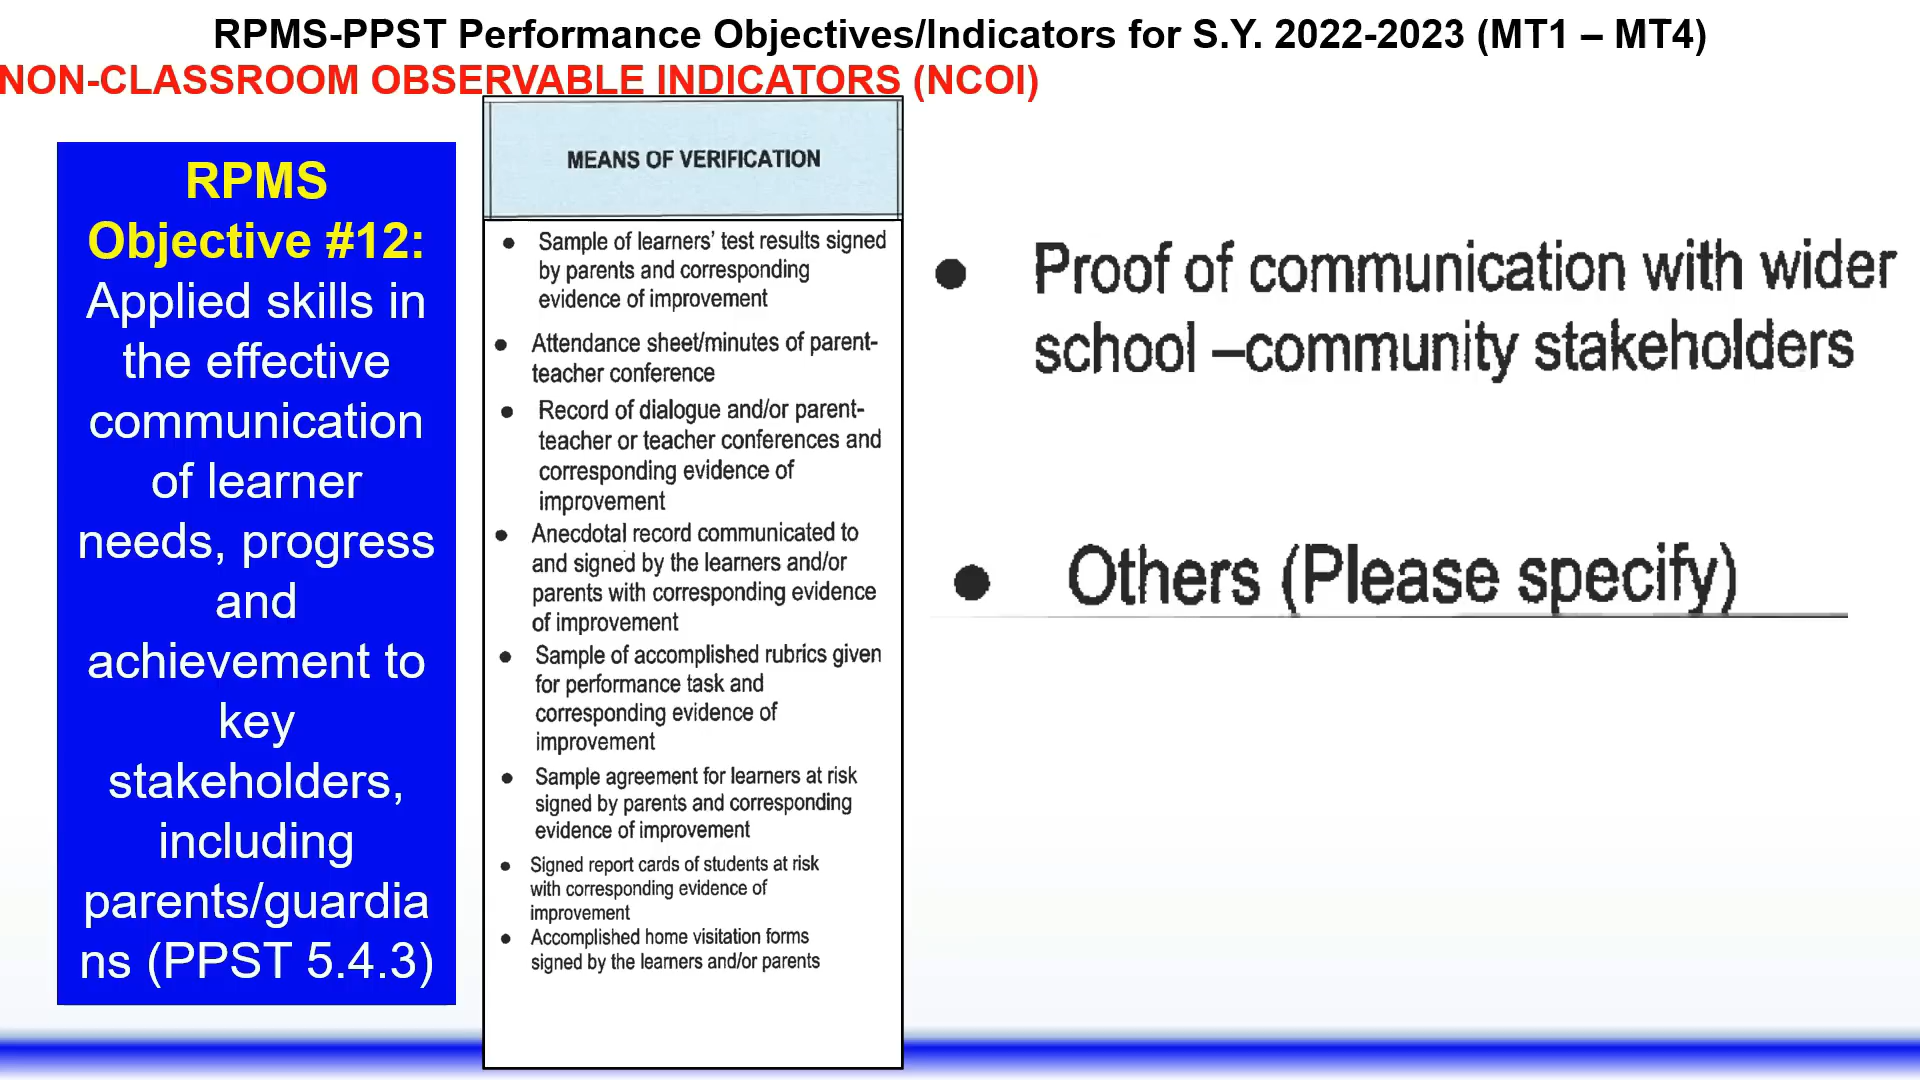 RPMS-PPST Performance Objectives/Indicators for S.Y. 2022-2023 (MT1 – MT4)
NON-CLASSROOM OBSERVABLE INDICATORS (NCOI)
RPMS
Objective #12:
Applied skills in
the effective
communication
of learner
needs, progress
and
achievement to
key
stakeholders,
including
parents/guardia
ns (PPST 5.4.3)
MEANS OF VERIFICATION
● Sample of learners' test results signed
by parents and corresponding
evidence of improvement
● Attendance sheet/minutes of parent-
teacher conference
● Record of dialogue and/or parent-
teacher or teacher conferences and
corresponding evidence of
improvement
● Anecdotal record communicated to
and signed by the learners and/or
parents with corresponding evidence
of improvement
● Sample of accomplished rubrics given
for performance task and
corresponding evidence of
improvement
● Sample agreement for learners at risk
signed by parents and corresponding
evidence of improvement
● Signed report cards of students at risk
with corresponding evidence of
improvement
● Accomplished home visitation forms
signed by the learners and/or parents
● Proof of communication with wider
school –community stakeholders
● Others (Please specify)